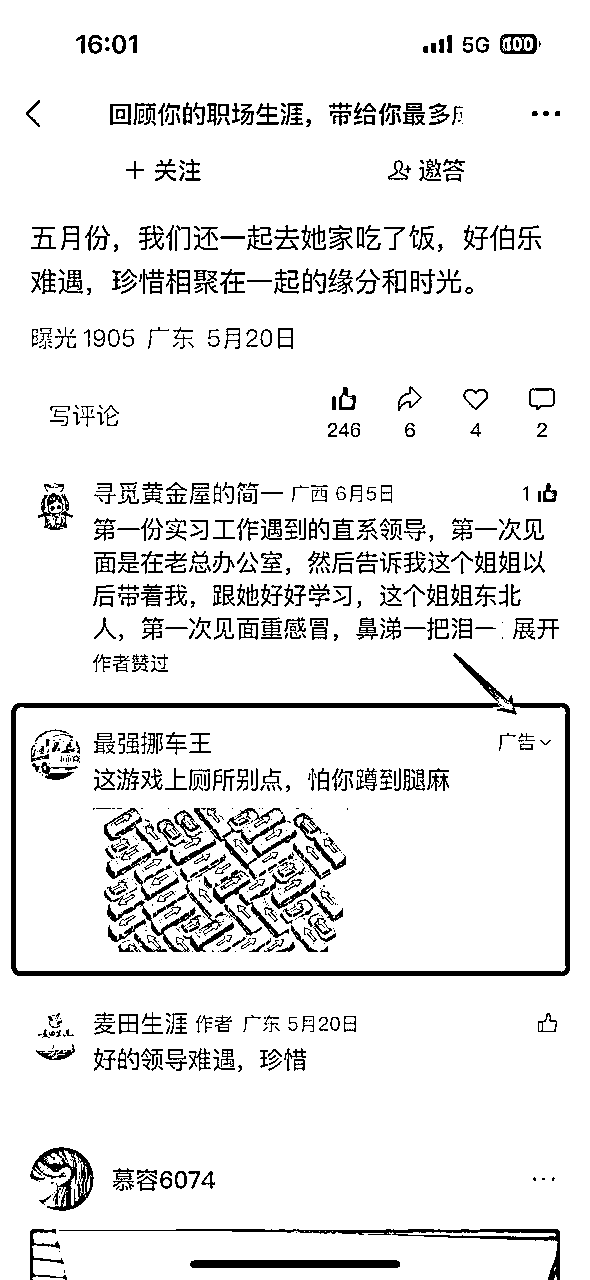 16:01
5G 100
回顾你的职场生涯，带给你最多
+ 关注
邀答
五月份，我们还一起去她家吃了饭，好伯乐
难遇，珍惜相聚在一起的缘分和时光。
曝光 1905 广东 5月20日
写评论
246 6 4 2
寻觅黄金屋的简一 广西 6月5日 1
第一份实习工作遇到的直系领导，第一次见
面是在老总办公室，然后告诉我这个姐姐以
后带着我，跟她好好学习，这个姐姐东北
人，第一次见面重感冒，鼻涕一把泪一 展开
作者赞过
最强挪车王 广告
这游戏上厕所别点，怕你蹲到腿麻
麦田生涯 作者 广东 5月20日
好的领导难遇，珍惜
慕容6074